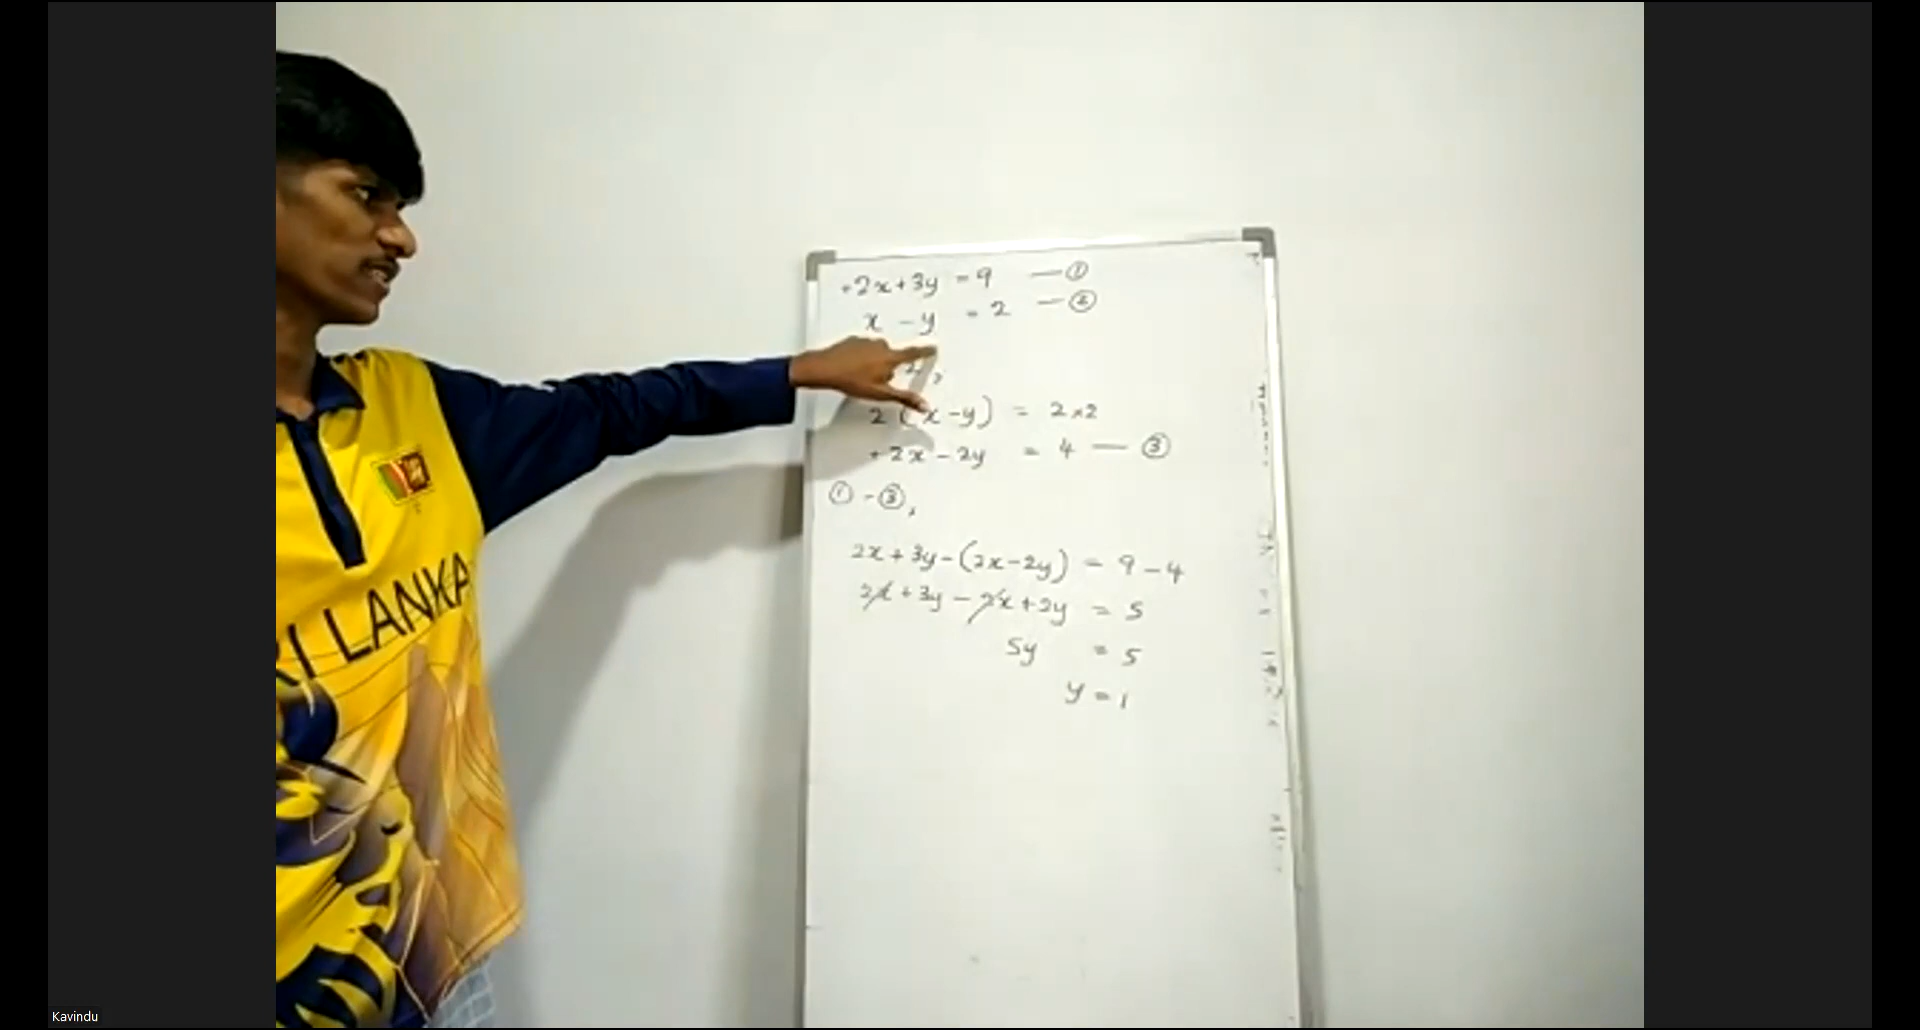 +2x+3y = 9 — ①
x - y = 2 — ②
2,
2(x-y) = 2×2
+2x - 2y = 4 — ③
① - ③,
2x + 3y - (2x - 2y) = 9 - 4
2x + 3y - 2x + 2y = 5
5y = 5
y = 1
I LANKA
Kavindu